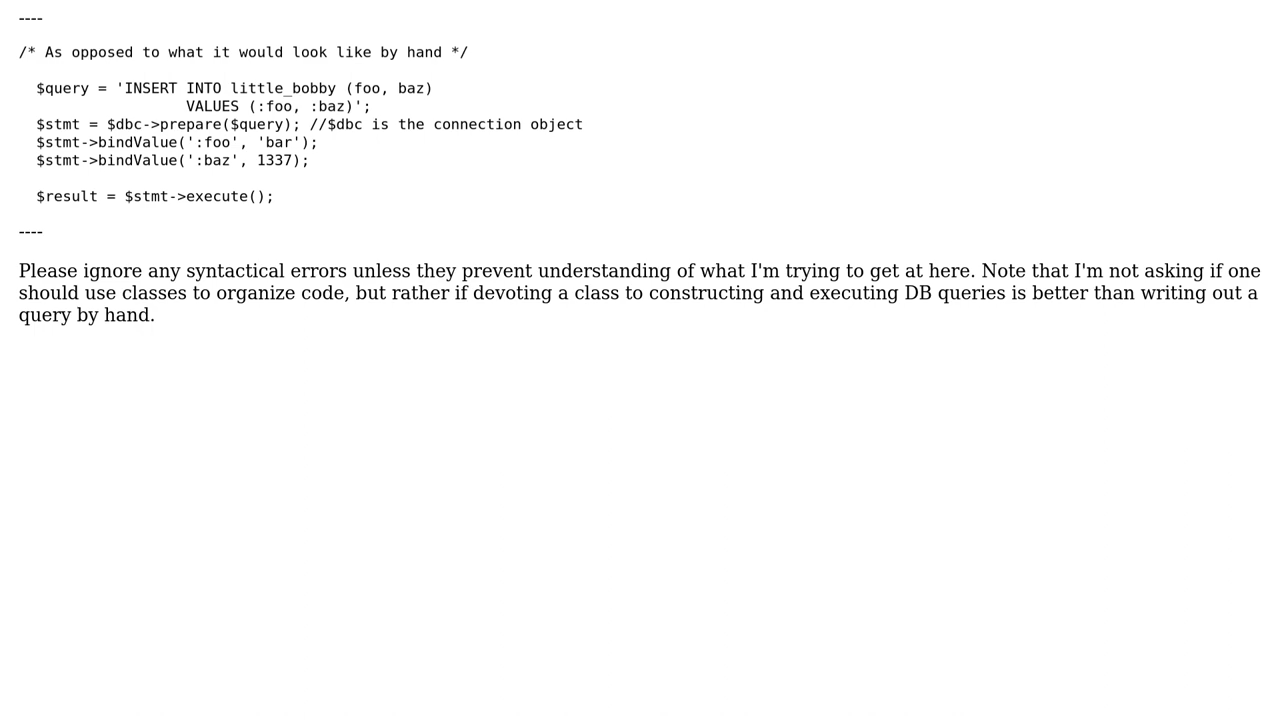 ----
/* As opposed to what it would look like by hand */
$query = 'INSERT INTO little_bobby (foo, baz)
VALUES (:foo, :baz)';
$stmt = $dbc->prepare($query); //$dbc is the connection object
$stmt->bindValue(':foo', 'bar');
$stmt->bindValue(':baz', 1337);
$result = $stmt->execute();
----
Please ignore any syntactical errors unless they prevent understanding of what I'm trying to get at here. Note that I'm not asking if one
should use classes to organize code, but rather if devoting a class to constructing and executing DB queries is better than writing out a
query by hand.